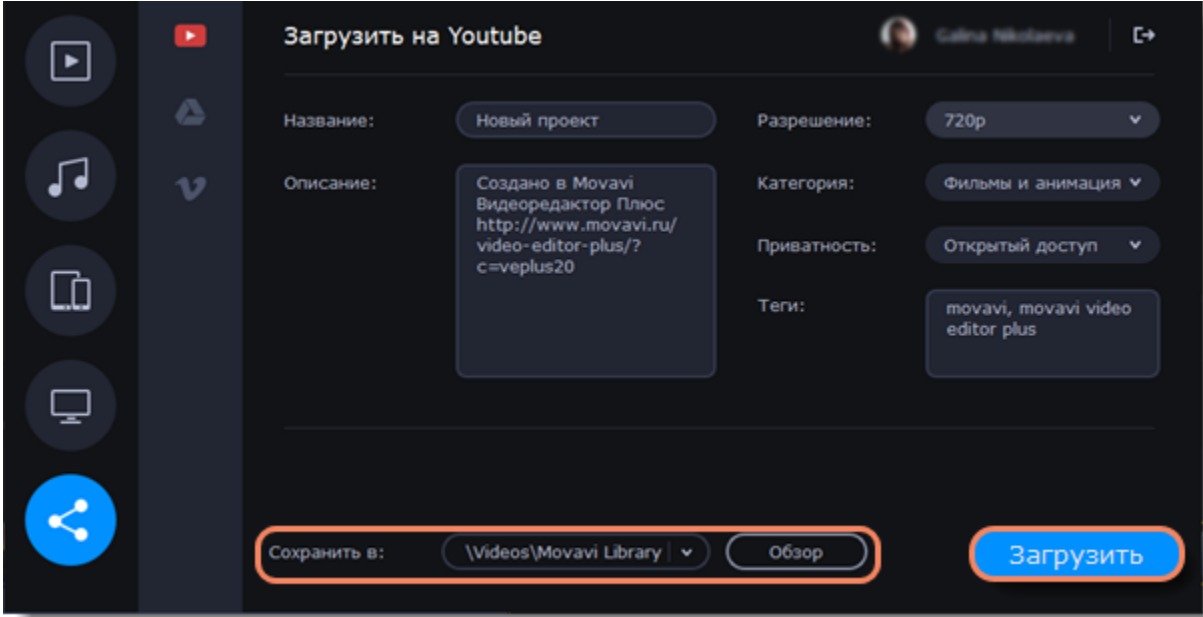 Загрузить на Youtube
Galina Nikolaeva
Название:
Новый проект
Описание:
Создано в Movavi
Видеоредактор Плюс
http://www.movavi.ru/
video-editor-plus/?
c=veplus20
Разрешение:
720p
Категория:
Фильмы и анимация
Приватность:
Открытый доступ
Теги:
movavi, movavi video
editor plus
Сохранить в:
\Videos\Movavi Library
Обзор
Загрузить